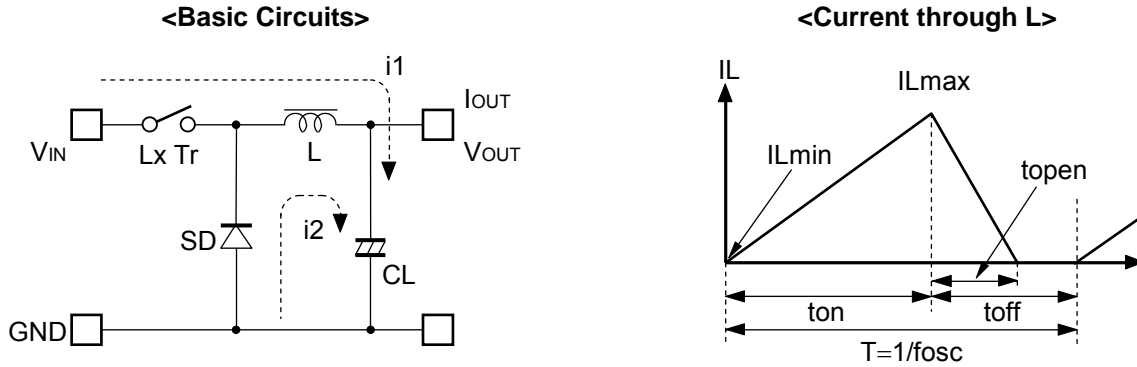 <Basic Circuits>
i1
IOUT
VIN
Lx Tr
L
VOUT
SD
i2
CL
GND
<Current through L>
IL
ILmax
ILmin
topen
ton
toff
T=1/fosc